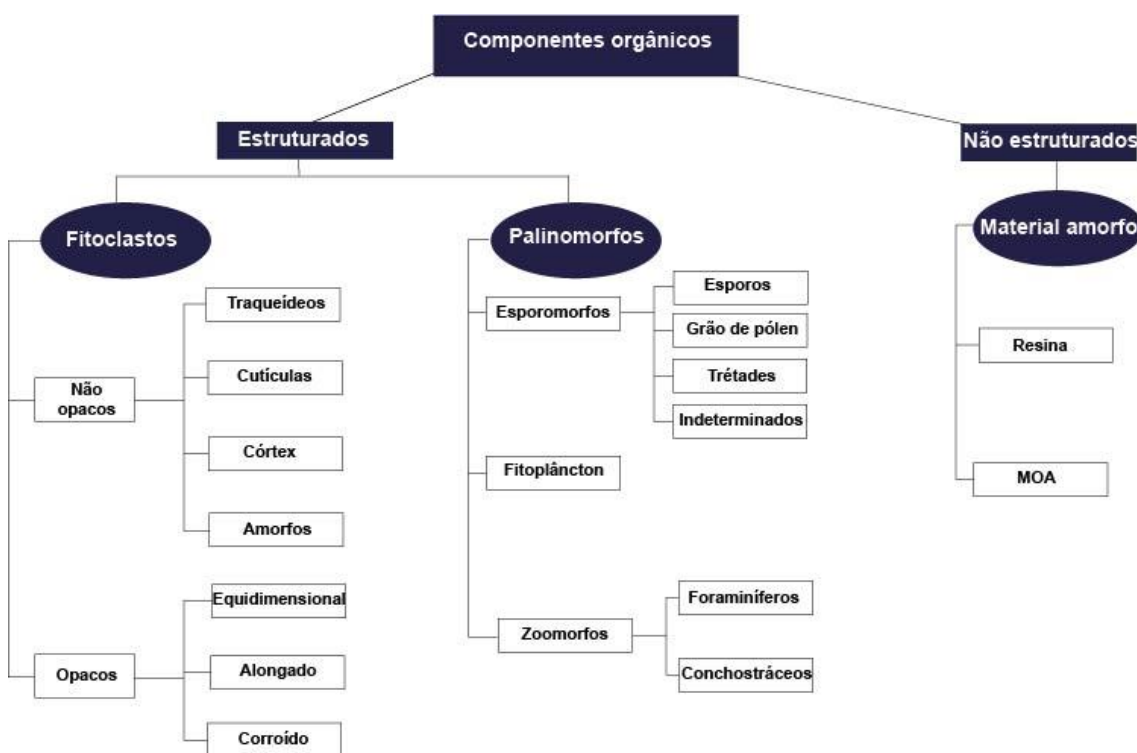 Componentes orgânicos
Estruturados
Não estruturados
Fitoclastos
Palinomorfos
Material amorfo
Não
opacos
Traqueídeos
Cutículas
Córtex
Amorfos
Opacos
Equidimensional
Alongado
Corroído
Esporomorfos
Esporos
Grão de pólen
Trétades
Indeterminados
Fitoplâncton
Zoomorfos
Foraminíferos
Conchostráceos
Resina
MOA